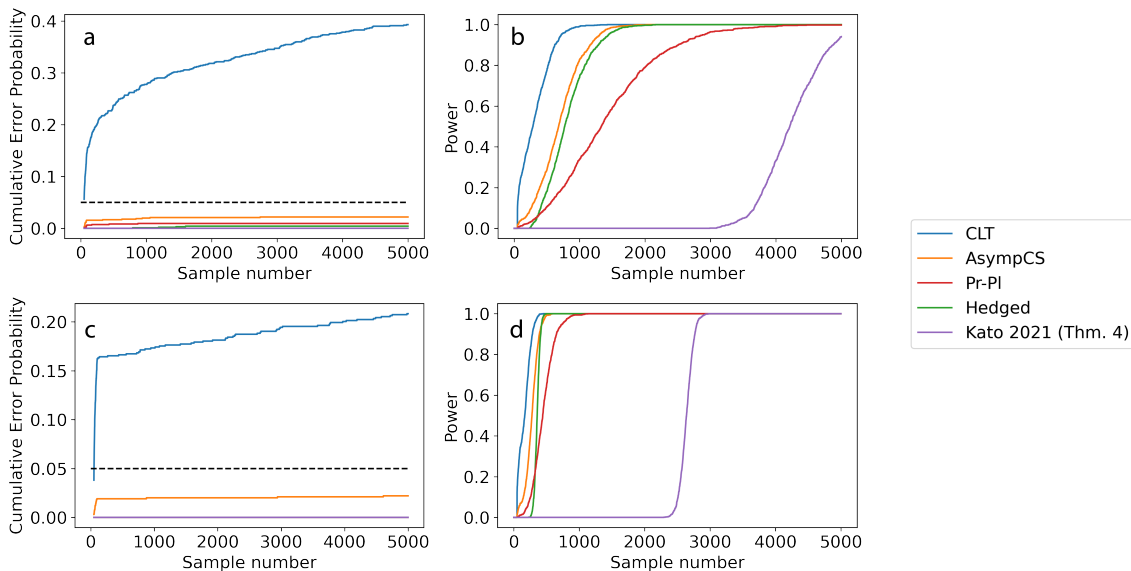 a
Cumulative Error Probability
0.4
0.3
0.2
0.1
0.0
0 1000 2000 3000 4000 5000
Sample number
b
Power
1.0
0.8
0.6
0.4
0.2
0.0
0 1000 2000 3000 4000 5000
Sample number
c
Cumulative Error Probability
0.20
0.15
0.10
0.05
0.00
0 1000 2000 3000 4000 5000
Sample number
d
Power
1.0
0.8
0.6
0.4
0.2
0.0
0 1000 2000 3000 4000 5000
Sample number
CLT
AsympCS
Pr-Pl
Hedged
Kato 2021 (Thm. 4)